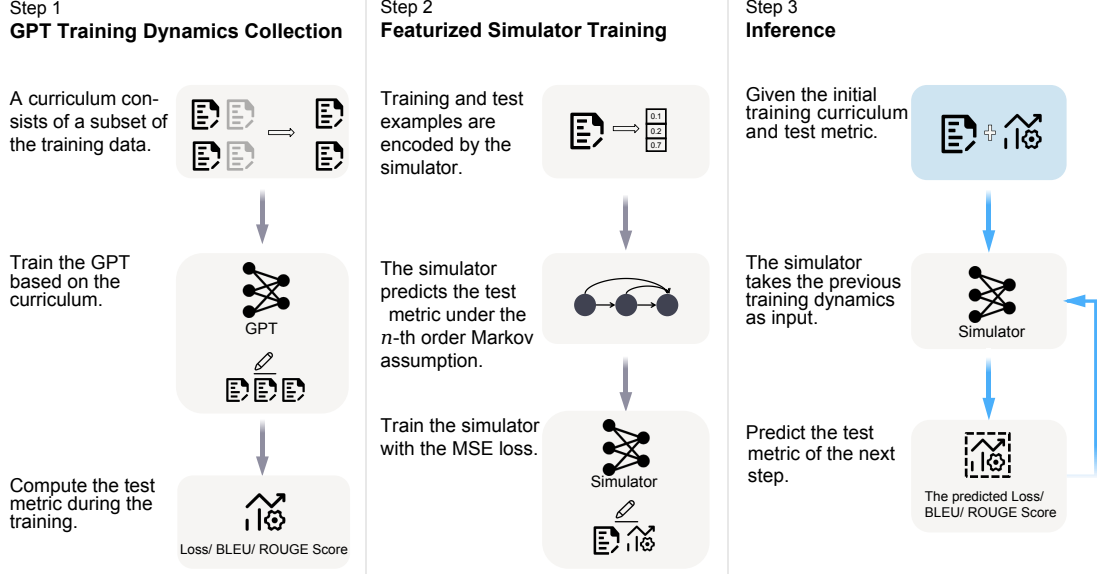 Step 1
GPT Training Dynamics Collection
A curriculum con-
sists of a subset of
the training data.
Train the GPT
based on the
curriculum.
GPT
Compute the test
metric during the
training.
Loss/ BLEU/ ROUGE Score
Step 2
Featurized Simulator Training
Training and test
examples are
encoded by the
simulator.
0.1
0.2
0.7
The simulator
predicts the test
metric under the
n-th order Markov
assumption.
Train the simulator
with the MSE loss.
Simulator
Step 3
Inference
Given the initial
training curriculum
and test metric.
The simulator
takes the previous
training dynamics
as input.
Simulator
Predict the test
metric of the next
step.
The predicted Loss/
BLEU/ ROUGE Score